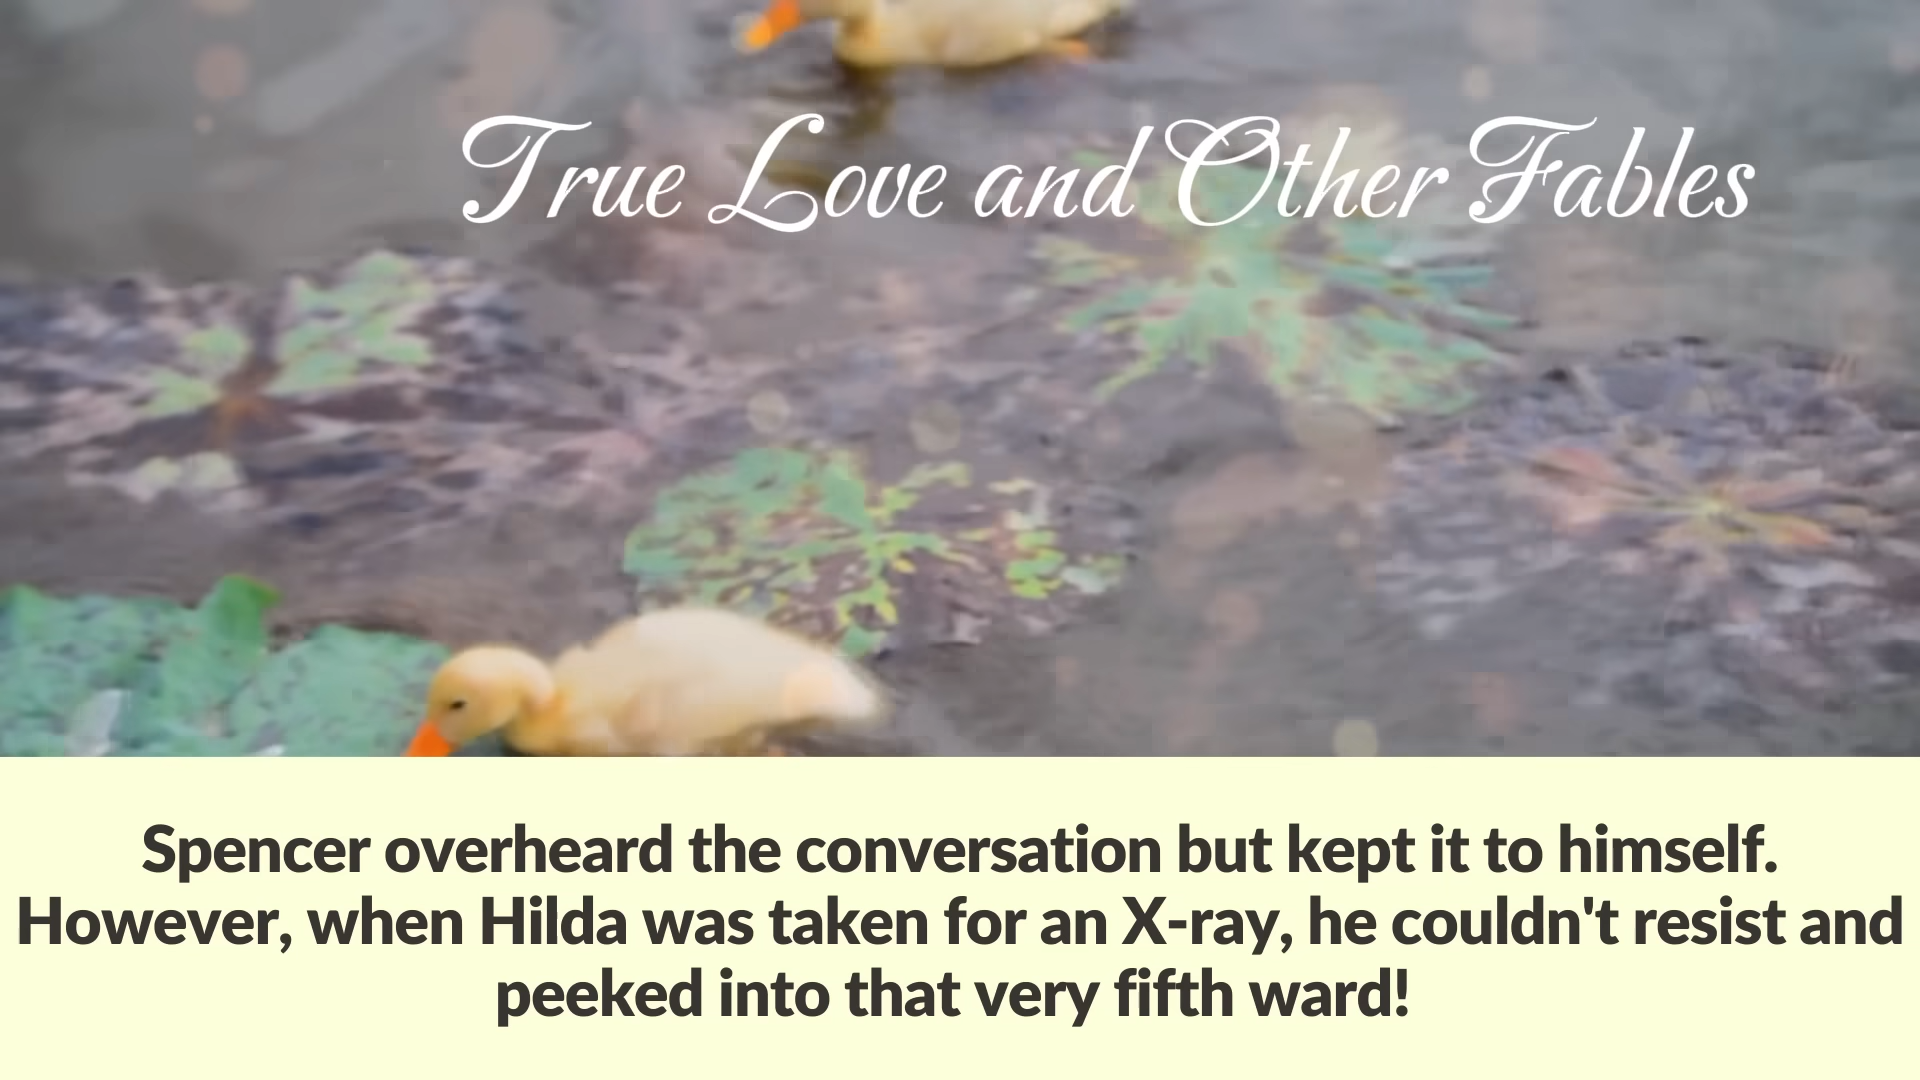 True Love and Other Fables
Spencer overheard the conversation but kept it to himself.
However, when Hilda was taken for an X-ray, he couldn't resist and
peeked into that very fifth ward!